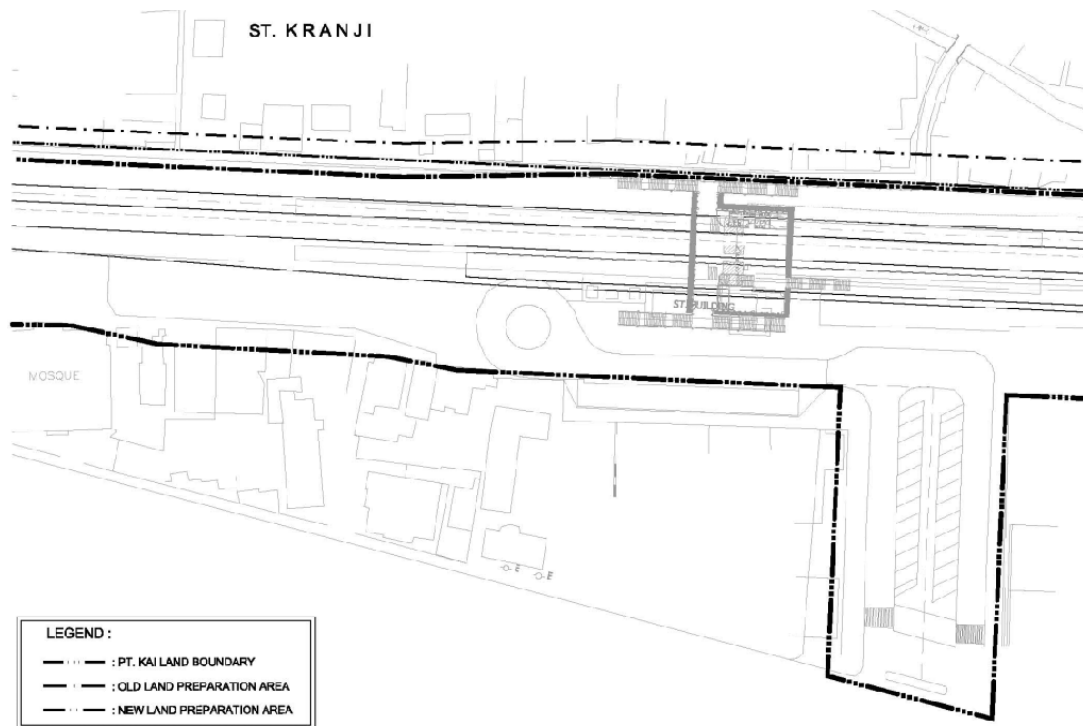 ST. KRANJI
ST.BUILDING
MOSQUE
E
E
LEGEND :
: PT. KAI LAND BOUNDARY
: OLD LAND PREPARATION AREA
: NEW LAND PREPARATION AREA